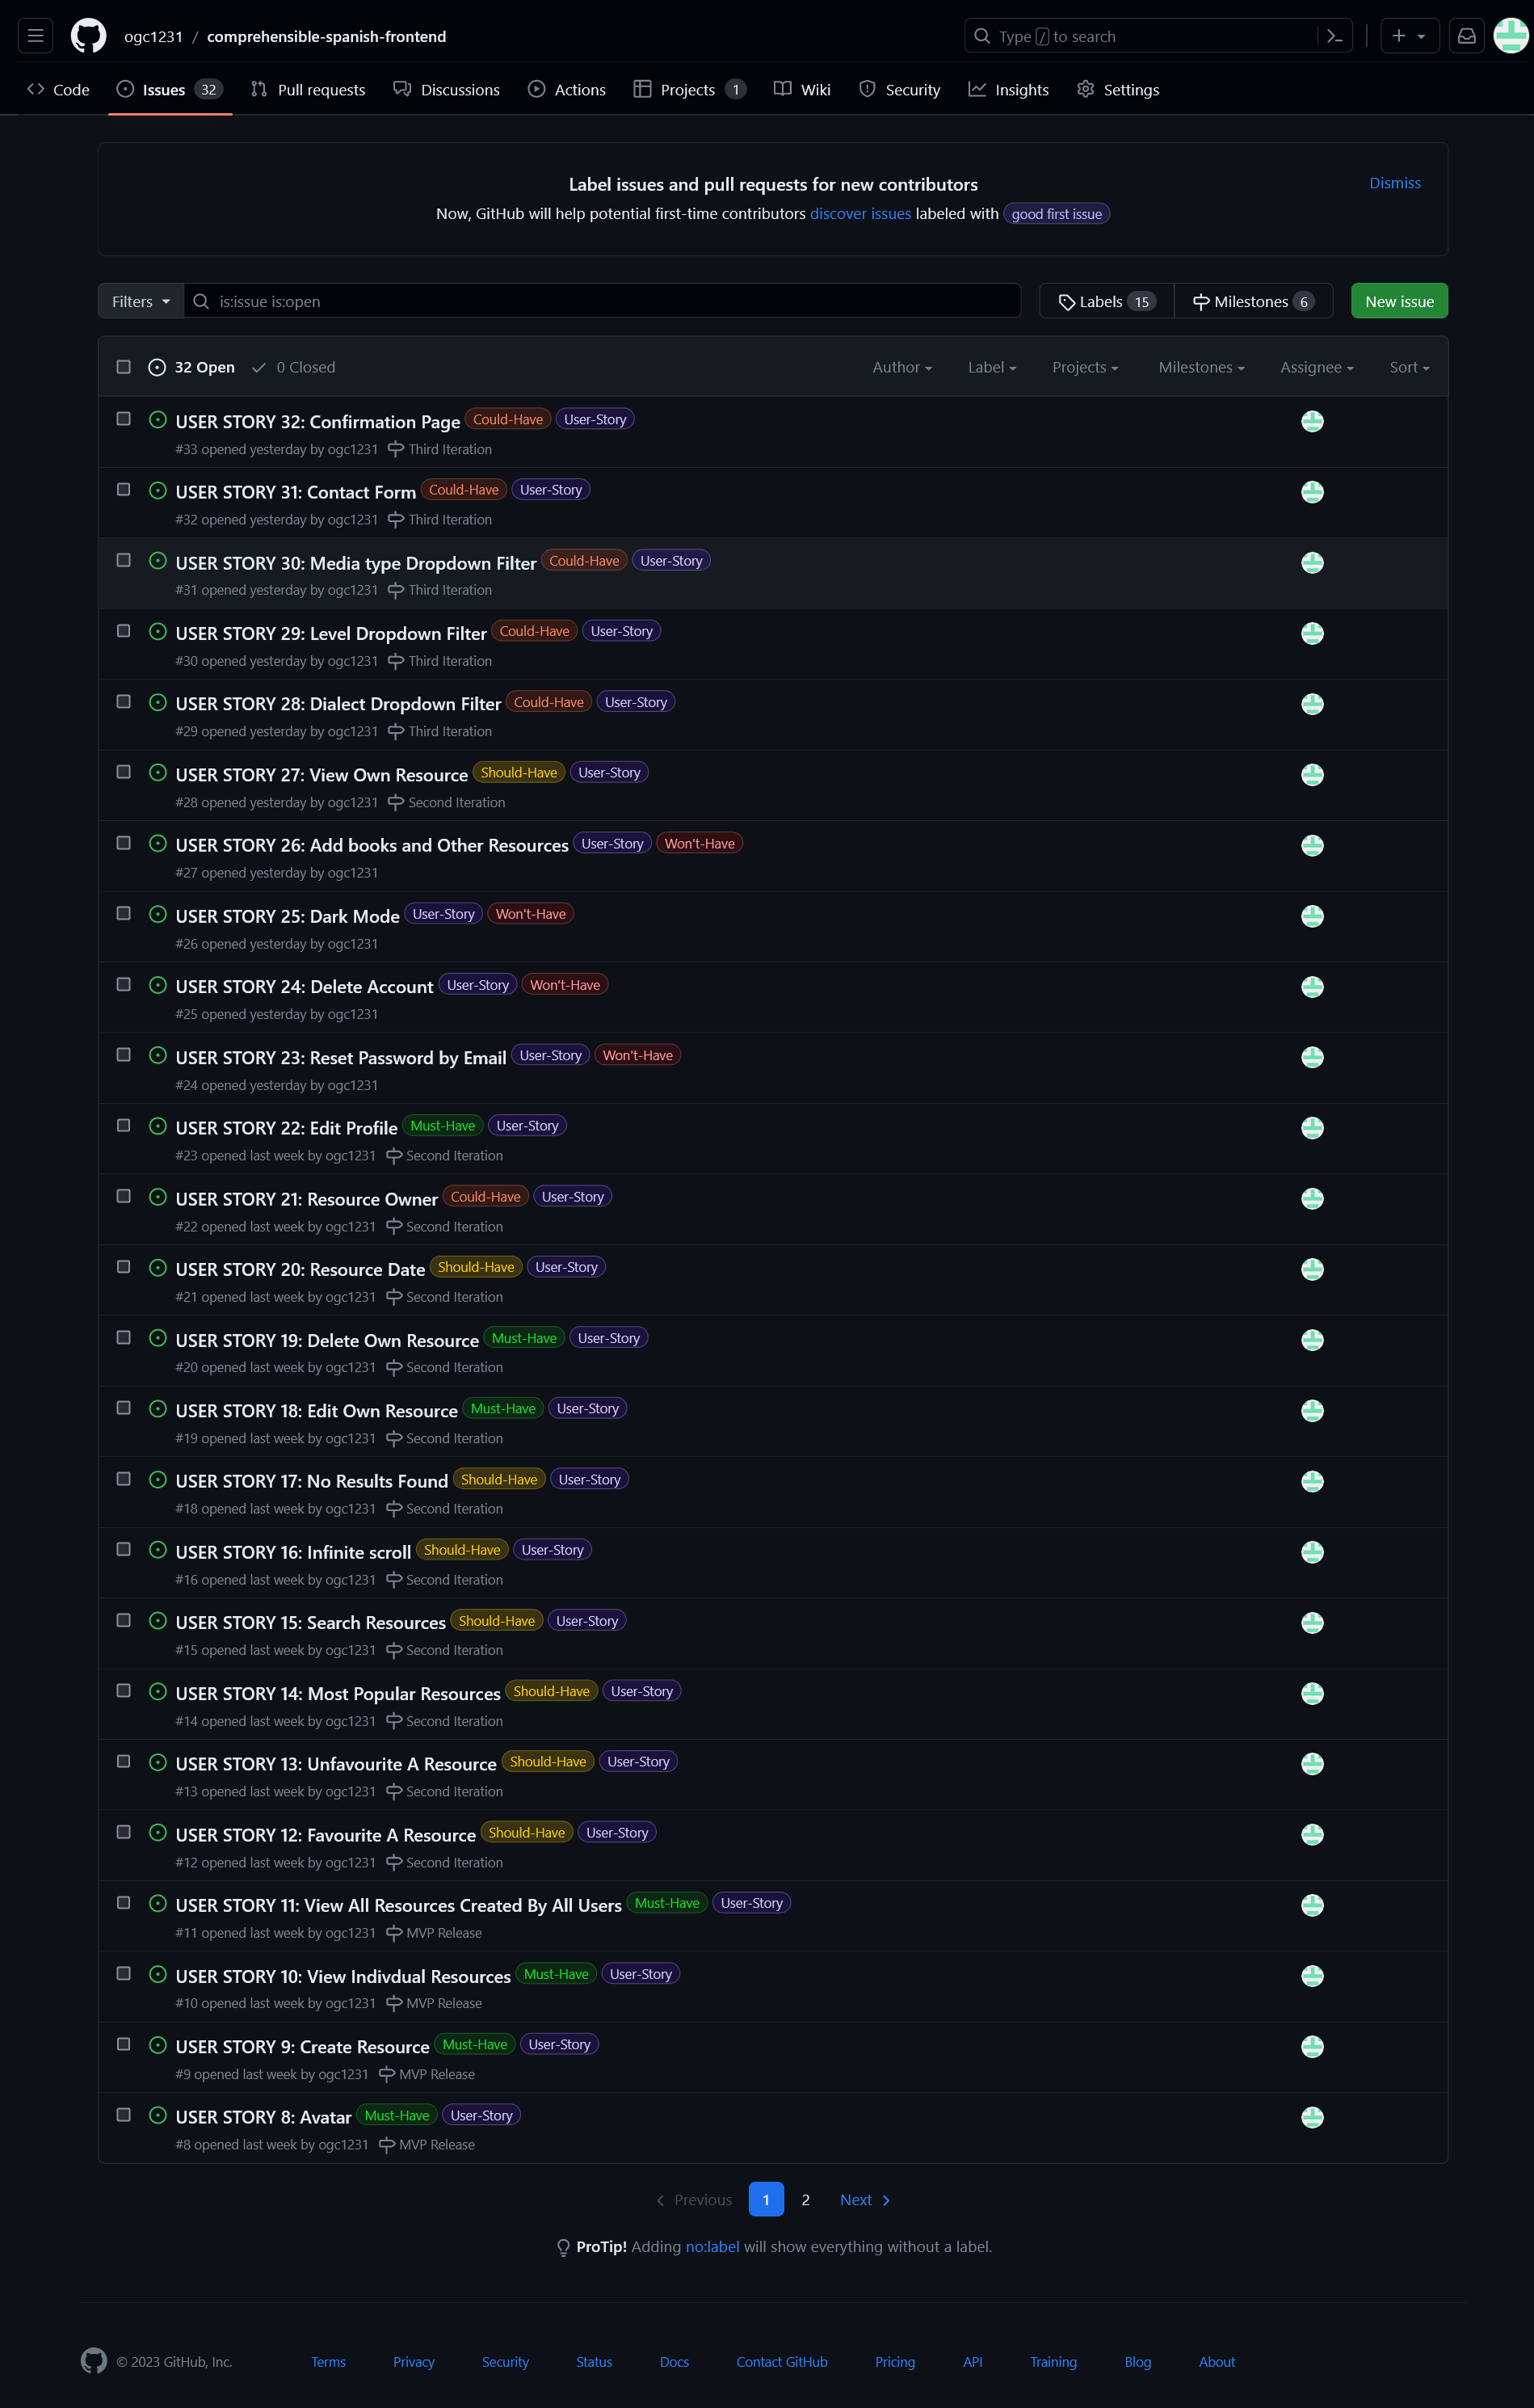 ogc1231 / comprehensible-spanish-frontend Type / to search
Code Issues 32 Pull requests Discussions Actions Projects 1 Wiki Security Insights Settings
Label issues and pull requests for new contributors Dismiss
Now, GitHub will help potential first-time contributors discover issues labeled with good first issue
Filters is:issue is:open Labels 15 Milestones 6 New issue
32 Open 0 Closed Author Label Projects Milestones Assignee Sort
USER STORY 32: Confirmation Page Could-Have User-Story
#33 opened yesterday by ogc1231 Third Iteration
USER STORY 31: Contact Form Could-Have User-Story
#32 opened yesterday by ogc1231 Third Iteration
USER STORY 30: Media type Dropdown Filter Could-Have User-Story
#31 opened yesterday by ogc1231 Third Iteration
USER STORY 29: Level Dropdown Filter Could-Have User-Story
#30 opened yesterday by ogc1231 Third Iteration
USER STORY 28: Dialect Dropdown Filter Could-Have User-Story
#29 opened yesterday by ogc1231 Third Iteration
USER STORY 27: View Own Resource Should-Have User-Story
#28 opened yesterday by ogc1231 Second Iteration
USER STORY 26: Add books and Other Resources User-Story Won't-Have
#27 opened yesterday by ogc1231
USER STORY 25: Dark Mode User-Story Won't-Have
#26 opened yesterday by ogc1231
USER STORY 24: Delete Account User-Story Won't-Have
#25 opened yesterday by ogc1231
USER STORY 23: Reset Password by Email User-Story Won't-Have
#24 opened yesterday by ogc1231
USER STORY 22: Edit Profile Must-Have User-Story
#23 opened last week by ogc1231 Second Iteration
USER STORY 21: Resource Owner Could-Have User-Story
#22 opened last week by ogc1231 Second Iteration
USER STORY 20: Resource Date Should-Have User-Story
#21 opened last week by ogc1231 Second Iteration
USER STORY 19: Delete Own Resource Must-Have User-Story
#20 opened last week by ogc1231 Second Iteration
USER STORY 18: Edit Own Resource Must-Have User-Story
#19 opened last week by ogc1231 Second Iteration
USER STORY 17: No Results Found Should-Have User-Story
#18 opened last week by ogc1231 Second Iteration
USER STORY 16: Infinite scroll Should-Have User-Story
#16 opened last week by ogc1231 Second Iteration
USER STORY 15: Search Resources Should-Have User-Story
#15 opened last week by ogc1231 Second Iteration
USER STORY 14: Most Popular Resources Should-Have User-Story
#14 opened last week by ogc1231 Second Iteration
USER STORY 13: Unfavourite A Resource Should-Have User-Story
#13 opened last week by ogc1231 Second Iteration
USER STORY 12: Favourite A Resource Should-Have User-Story
#12 opened last week by ogc1231 Second Iteration
USER STORY 11: View All Resources Created By All Users Must-Have User-Story
#11 opened last week by ogc1231 MVP Release
USER STORY 10: View Indivdual Resources Must-Have User-Story
#10 opened last week by ogc1231 MVP Release
USER STORY 9: Create Resource Must-Have User-Story
#9 opened last week by ogc1231 MVP Release
USER STORY 8: Avatar Must-Have User-Story
#8 opened last week by ogc1231 MVP Release
Previous 1 2 Next
ProTip! Adding no:label will show everything without a label.
© 2023 GitHub, Inc. Terms Privacy Security Status Docs Contact GitHub Pricing API Training Blog About